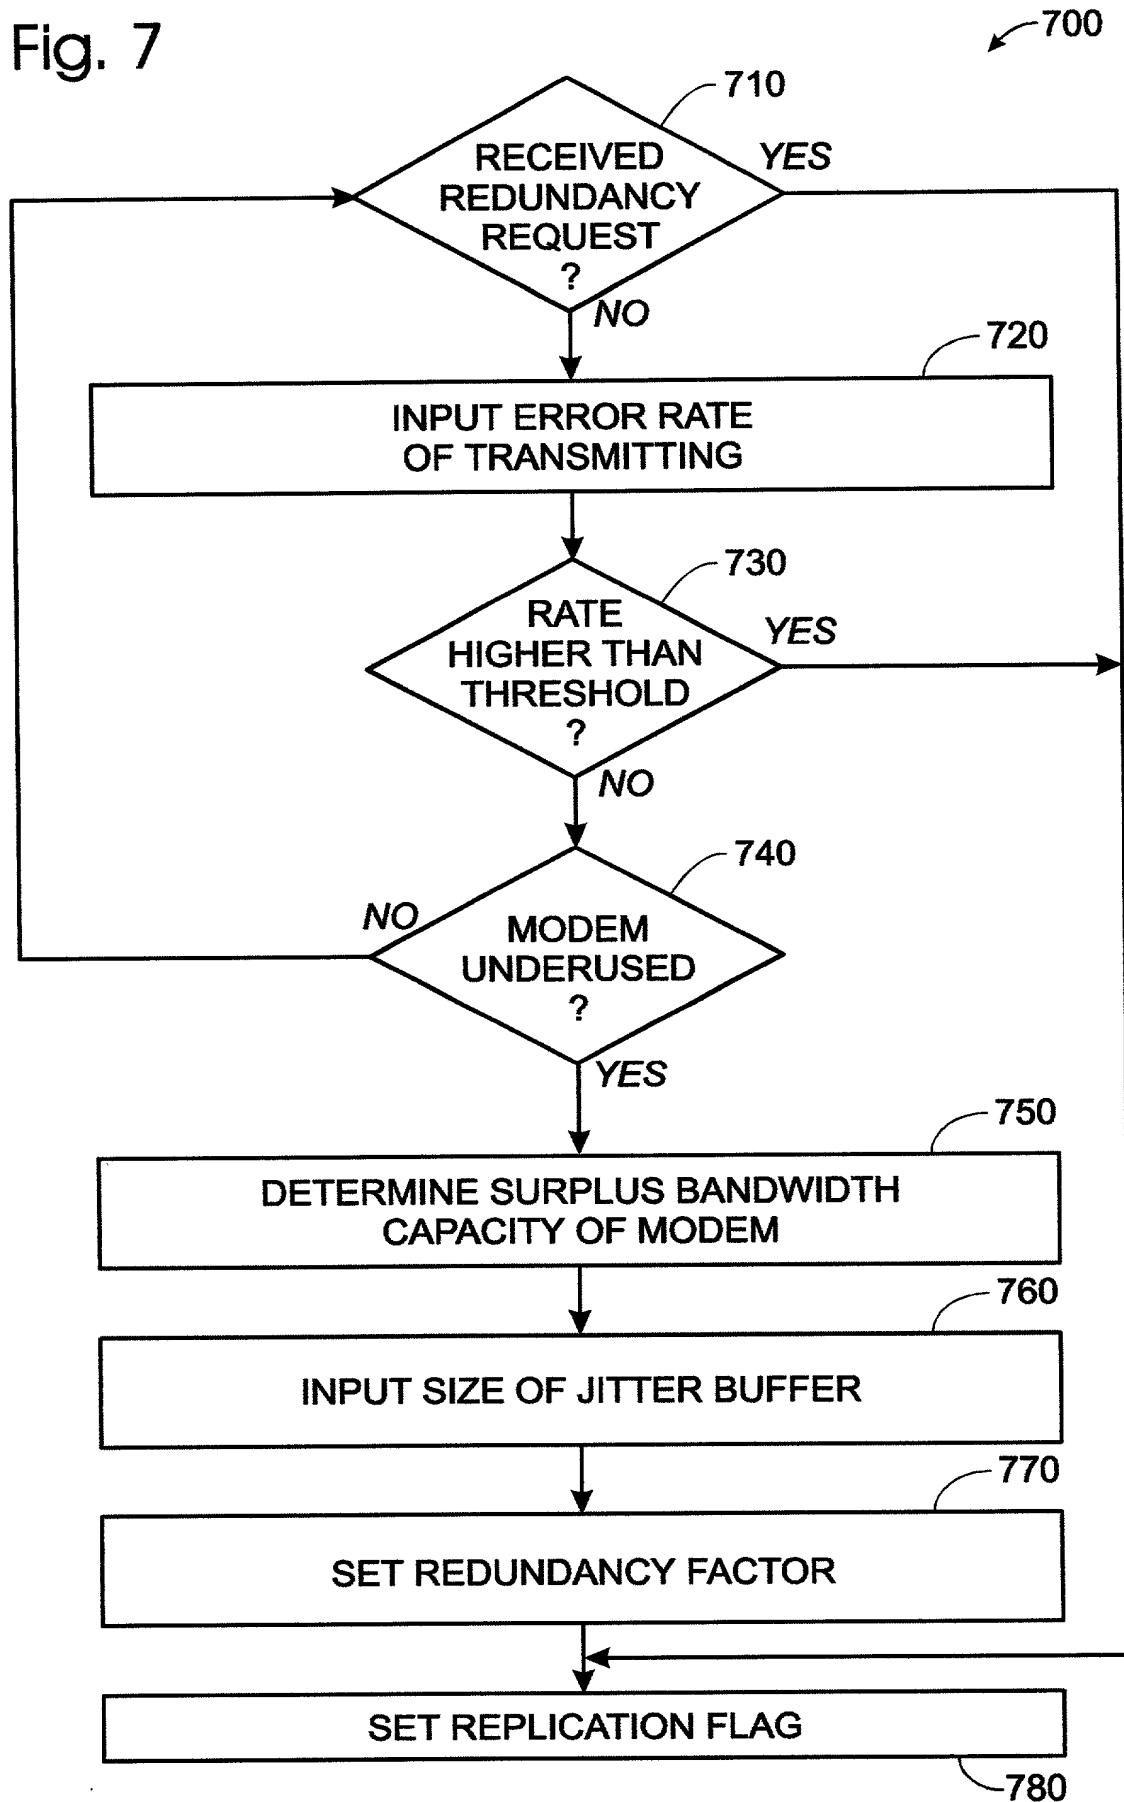 Fig. 7
700
710
RECEIVED
REDUNDANCY
REQUEST
?
YES
NO
720
INPUT ERROR RATE
OF TRANSMITTING
730
RATE
HIGHER THAN
THRESHOLD
?
YES
NO
740
NO
MODEM
UNDERUSED
?
YES
750
DETERMINE SURPLUS BANDWIDTH
CAPACITY OF MODEM
760
INPUT SIZE OF JITTER BUFFER
770
SET REDUNDANCY FACTOR
SET REPLICATION FLAG
780